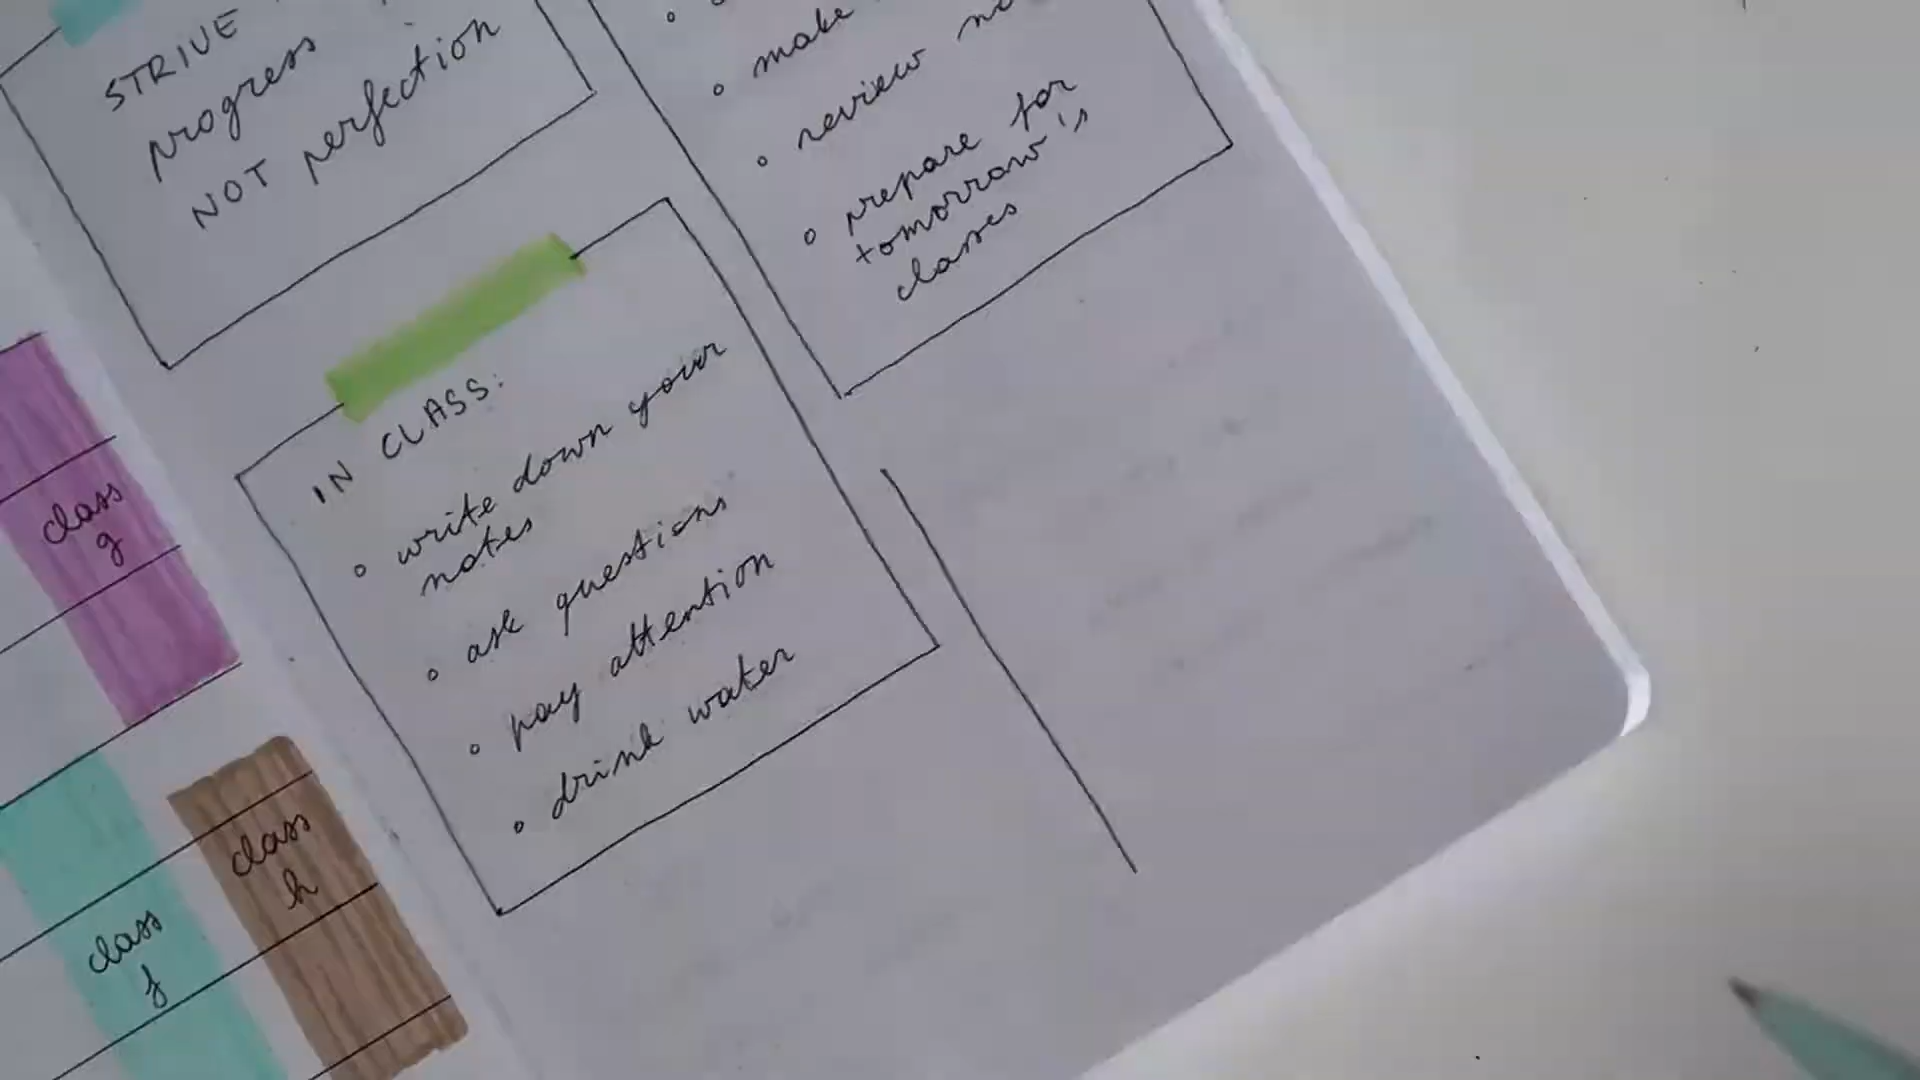 STRIVE
progress
NOT perfection
make
review
prepare for
tomorrow's
classes
IN CLASS:
write down your
notes
ask questions
pay attention
drink water
class
g
class
h
class
f